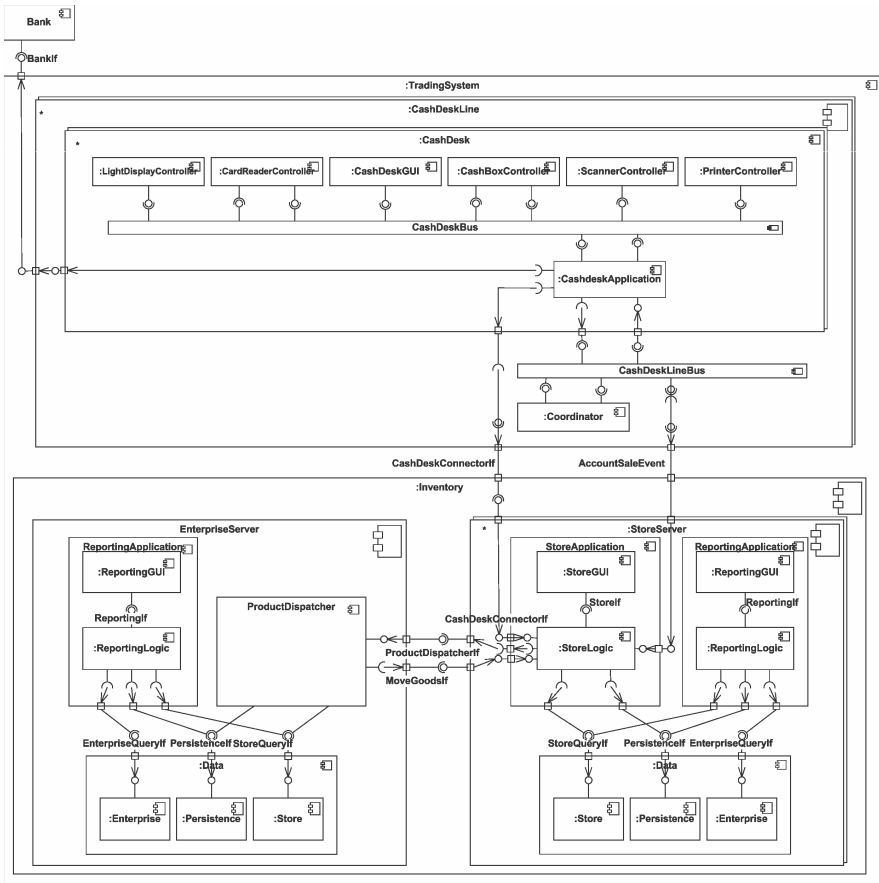 Bank
BankIf
:TradingSystem
:CashDeskLine
*
:CashDesk
*
:LightDisplayController
:CardReaderController
:CashDeskGUI
:CashBoxController
:ScannerController
:PrinterController
CashDeskBus
:CashdeskApplication
CashDeskLineBus
:Coordinator
CashDeskConnectorIf
AccountSaleEvent
:Inventory
EnterpriseServer
*
:StoreServer
ReportingApplication
StoreApplication
ReportingApplication
:ReportingGUI
:StoreGUI
:ReportingGUI
ProductDispatcher
ReportingIf
StoreIf
ReportingIf
CashDeskConnectorIf
:ReportingLogic
:StoreLogic
:ReportingLogic
ProductDispatcherIf
MoveGoodsIf
EnterpriseQueryIf
PersistenceIf
StoreQueryIf
StoreQueryIf
PersistenceIf
EnterpriseQueryIf
:Data
:Data
:Enterprise
:Persistence
:Store
:Store
:Persistence
:Enterprise